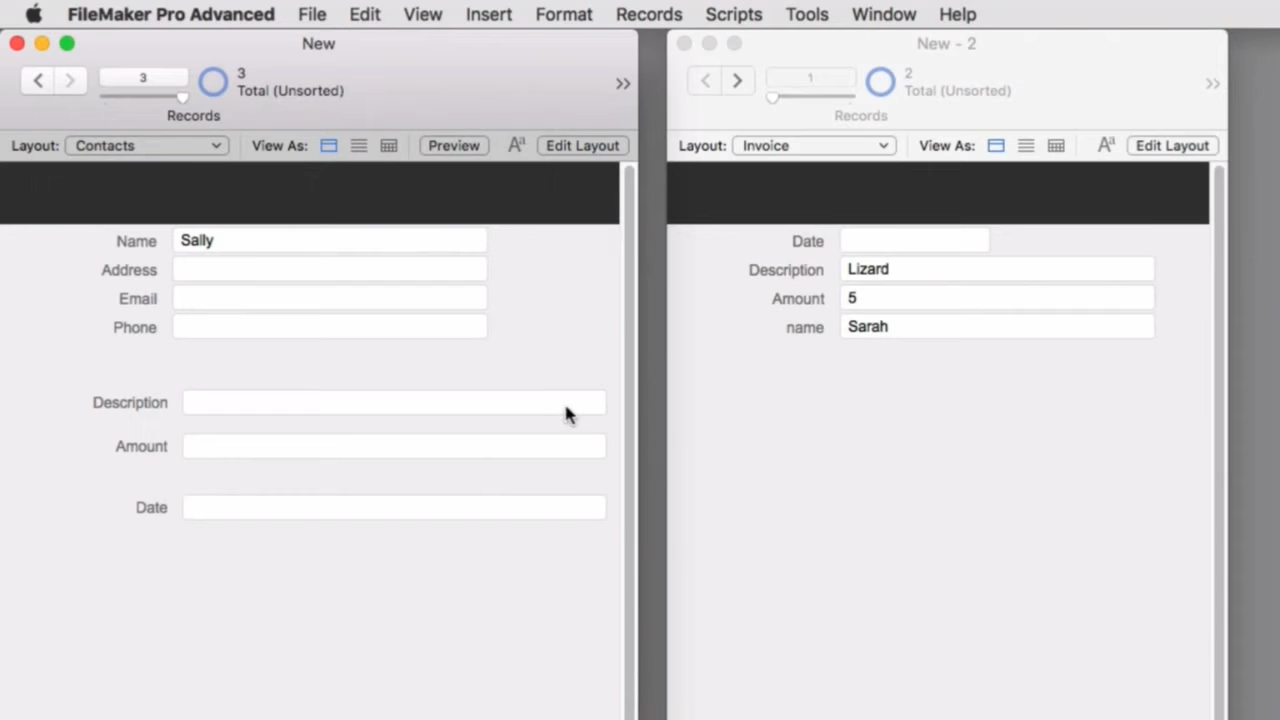 FileMaker Pro Advanced File Edit View Insert Format Records Scripts Tools Window Help
New
3
3
Total (Unsorted)
Records
Layout: Contacts View As: Preview Aa Edit Layout
Name Sally
Address
Email
Phone
Description
Amount
Date
New - 2
1
2
Total (Unsorted)
Records
Layout: Invoice View As: Aa Edit Layout
Date
Description Lizard
Amount 5
name Sarah